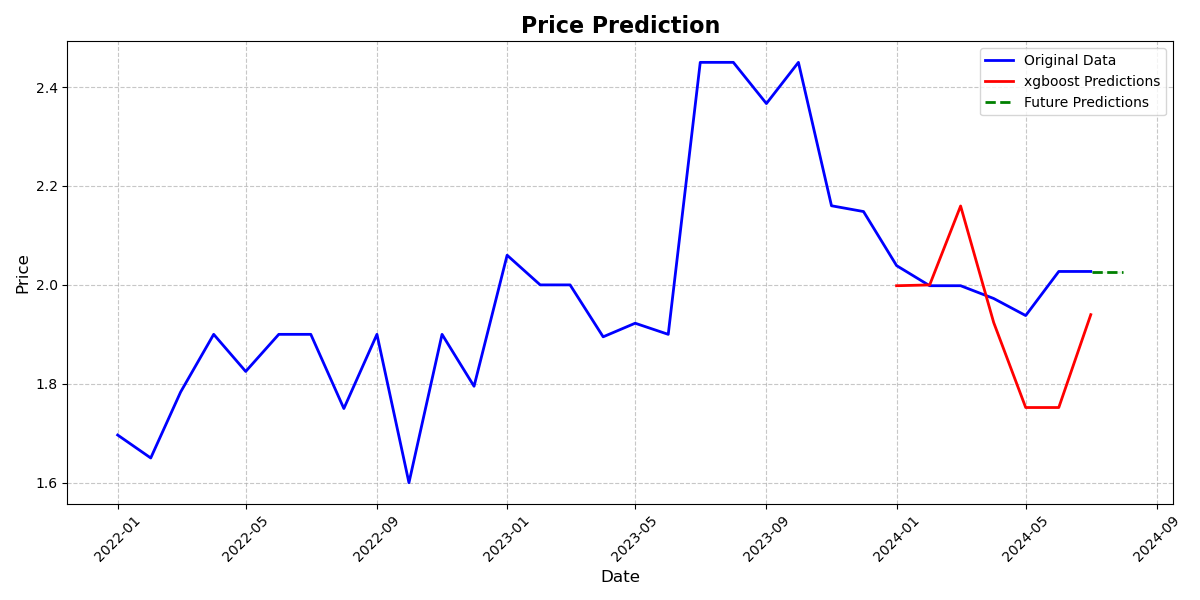 Price Prediction
Original Data
xgboost Predictions
Future Predictions
Price
2.4
2.2
2.0
1.8
1.6
2022-01
2022-05
2022-09
2023-01
2023-05
2023-09
2024-01
2024-05
2024-09
Date